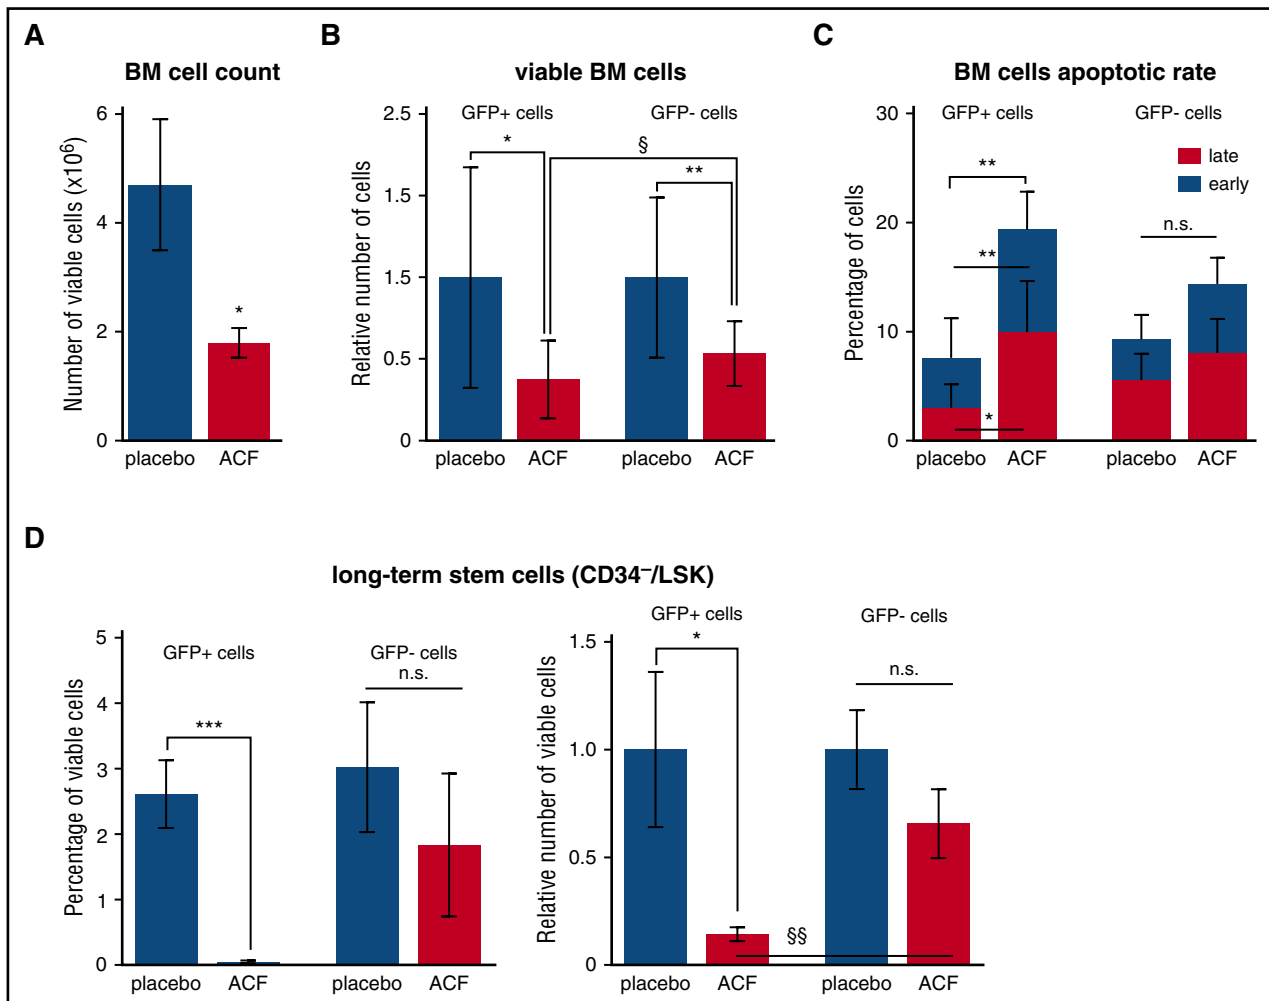 A
BM cell count
Number of viable cells (x10⁶)
6
4
2
0
*
placebo
ACF
B
viable BM cells
GFP+ cells
GFP- cells
Relative number of cells
2.5
1.5
1.5
0.5
0
*
§
**
placebo
ACF
placebo
ACF
C
BM cells apoptotic rate
GFP+ cells
GFP- cells
late
early
Percentage of cells
30
20
10
0
**
**
*
n.s.
placebo
ACF
placebo
ACF
D
long-term stem cells (CD34⁻/LSK)
GFP+ cells
GFP- cells
n.s.
***
Percentage of viable cells
5
4
3
2
1
0
placebo
ACF
placebo
ACF
GFP+ cells
GFP- cells
*
n.s.
Relative number of viable cells
1.5
1.0
0.5
0
§§
placebo
ACF
placebo
ACF